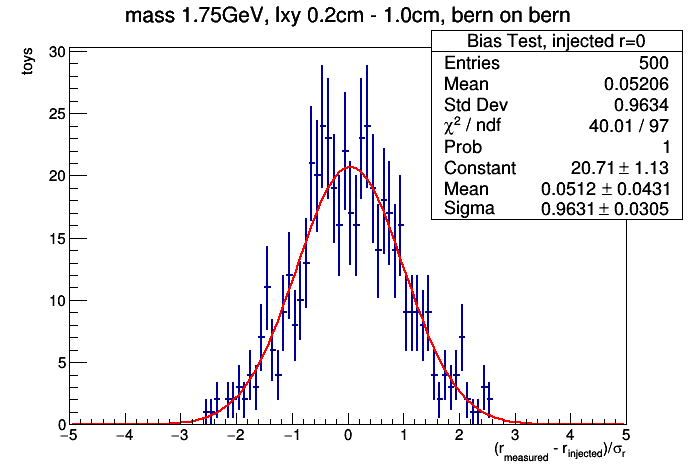 mass 1.75GeV, lxy 0.2cm - 1.0cm, bern on bern
Bias Test, injected r=0
Entries 500
Mean 0.05206
Std Dev 0.9634
χ² / ndf 40.01 / 97
Prob 1
Constant 20.71 ± 1.13
Mean 0.0512 ± 0.0431
Sigma 0.9631 ± 0.0305
toys
30
25
20
15
10
5
0
−5 −4 −3 −2 −1 0 1 2 3 4 5
(r_measured - r_injected)/σ_r